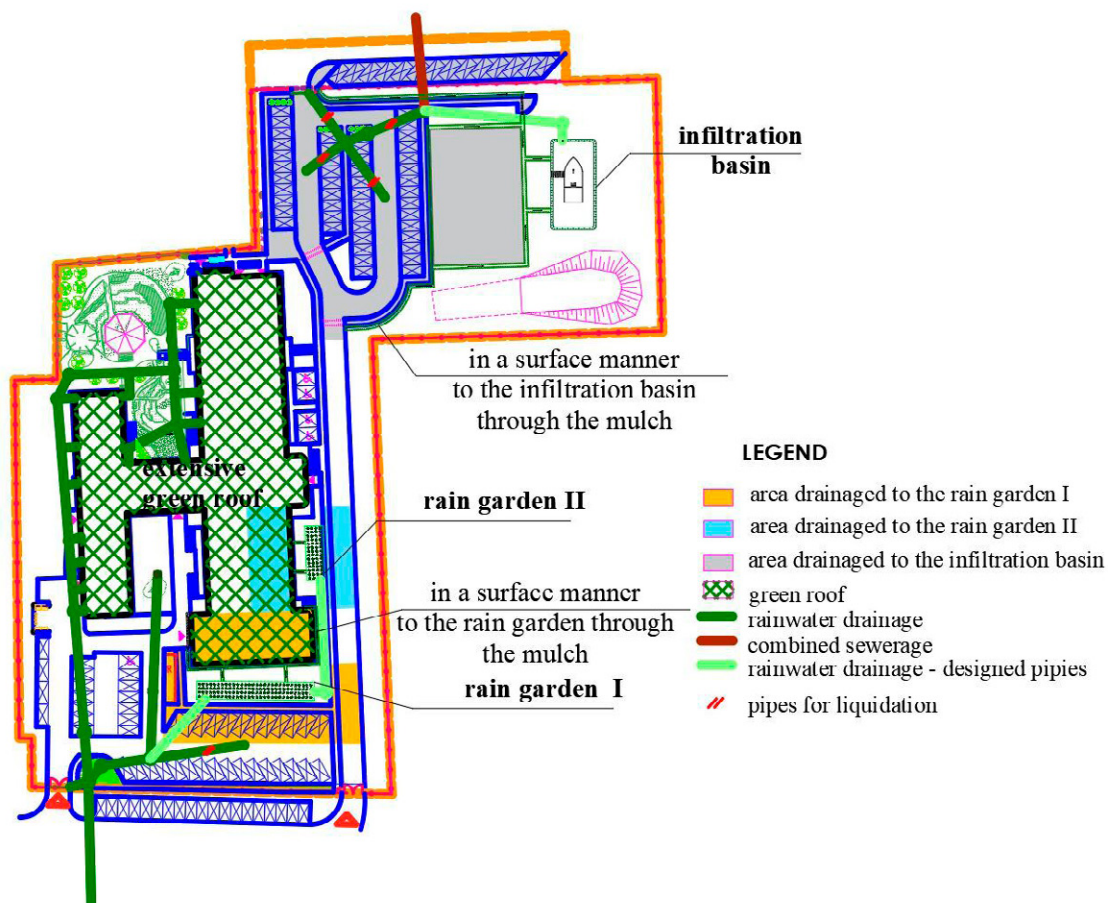 infiltration
basin
in a surface manner
to the infiltration basin
through the mulch
extensive
green roof
rain garden II
in a surface manner
to the rain garden through
the mulch
rain garden I
LEGEND
area drainaged to the rain garden I
area drainaged to the rain garden II
area drainaged to the infiltration basin
green roof
rainwater drainage
combined sewerage
rainwater drainage - designed pipies
pipes for liquidation